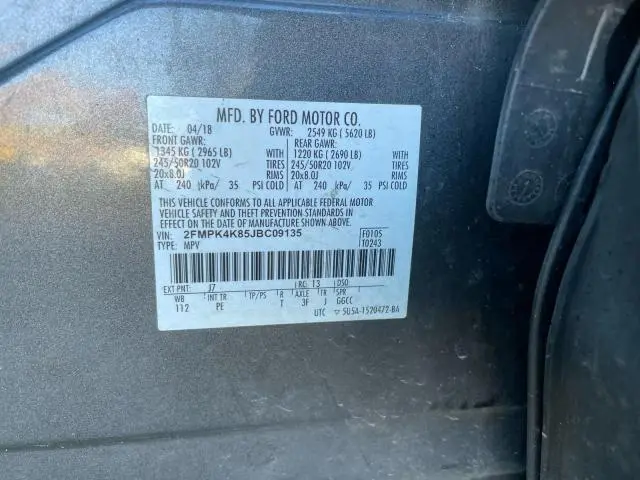 MFD. BY FORD MOTOR CO.
DATE: 04/18 GVWR: 2549 KG ( 5620 LB)
FRONT GAWR: REAR GAWR:
1345 KG ( 2965 LB) WITH 1220 KG ( 2690 LB) WITH
245/50R20 102V TIRES 245/50R20 102V TIRES
20x8.0J RIMS 20x8.0J RIMS
AT 240 kPa/ 35 PSI COLD AT 240 kPa/ 35 PSI COLD
THIS VEHICLE CONFORMS TO ALL APPLICABLE FEDERAL MOTOR
VEHICLE SAFETY AND THEFT PREVENTION STANDARDS IN
EFFECT ON THE DATE OF MANUFACTURE SHOWN ABOVE.
VIN: 2FMPK4K85JBC09135 F0105
TYPE: MPV T0243
EXT PNT: J7 RC: 13 DSO:
WB INT TR TP/PS R AXLE TR SPR
112 PE T 3F J GGCC
UTC ▽ 5U5A-1520472-BA